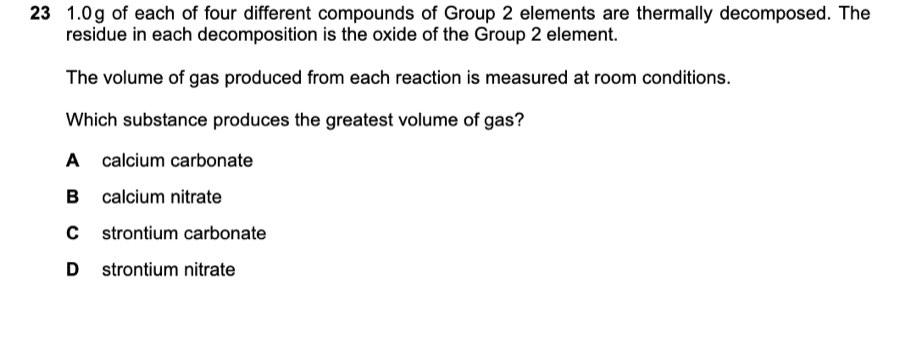 23 1.0g of each of four different compounds of Group 2 elements are thermally decomposed. The
residue in each decomposition is the oxide of the Group 2 element.
The volume of gas produced from each reaction is measured at room conditions.
Which substance produces the greatest volume of gas?
A calcium carbonate
B calcium nitrate
C strontium carbonate
D strontium nitrate